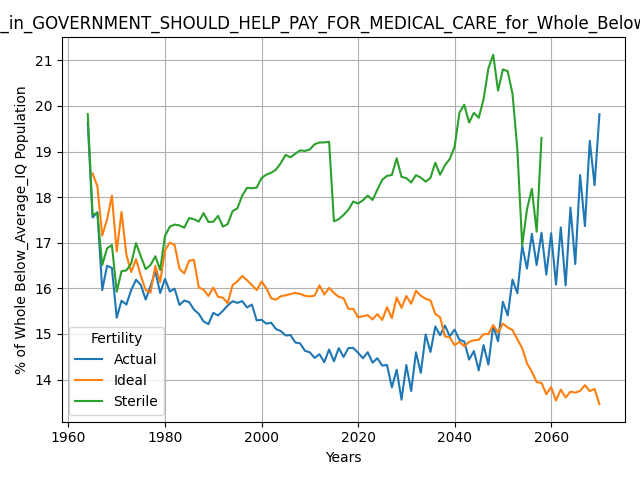 _in_GOVERNMENT_SHOULD_HELP_PAY_FOR_MEDICAL_CARE_for_Whole_Below
% of Whole Below_Average_IQ Population
21
20
19
18
17
16
15
14
Fertility
Actual
Ideal
Sterile
1960 1980 2000 2020 2040 2060
Years